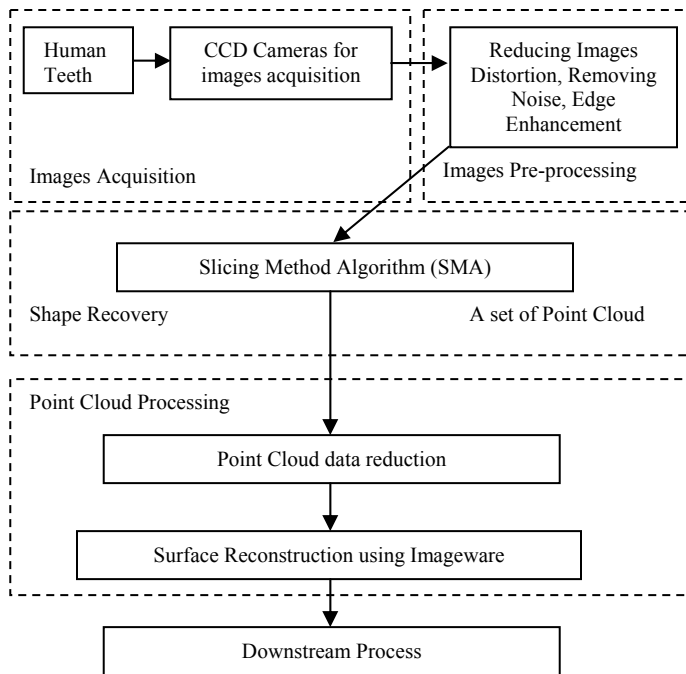 Human
Teeth
CCD Cameras for
images acquisition
Reducing Images
Distortion, Removing
Noise, Edge
Enhancement
Images Acquisition
Images Pre-processing
Slicing Method Algorithm (SMA)
Shape Recovery
A set of Point Cloud
Point Cloud Processing
Point Cloud data reduction
Surface Reconstruction using Imageware
Downstream Process